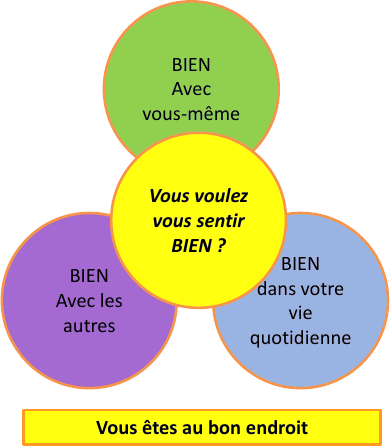 BIEN
Avec
vous-même
Vous voulez
vous sentir
BIEN ?
BIEN
Avec les
autres
BIEN
dans votre
vie
quotidienne
Vous êtes au bon endroit